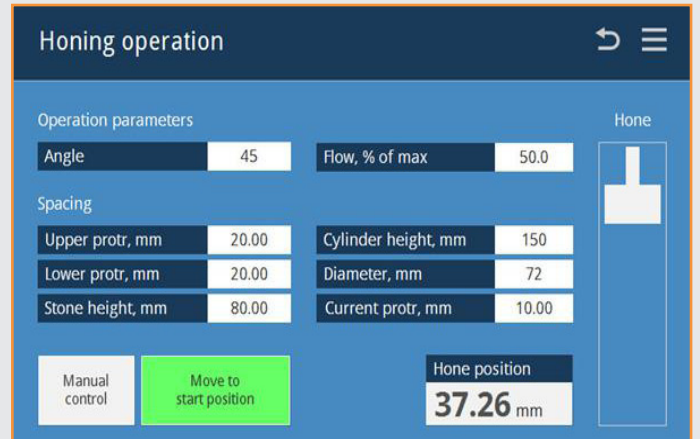 Honing operation
Operation parameters
Hone
Angle 45 Flow, % of max 50.0
Spacing
Upper protr, mm 20.00 Cylinder height, mm 150
Lower protr, mm 20.00 Diameter, mm 72
Stone height, mm 80.00 Current protr, mm 10.00
Manual
control
Move to
start position
Hone position
37.26 mm